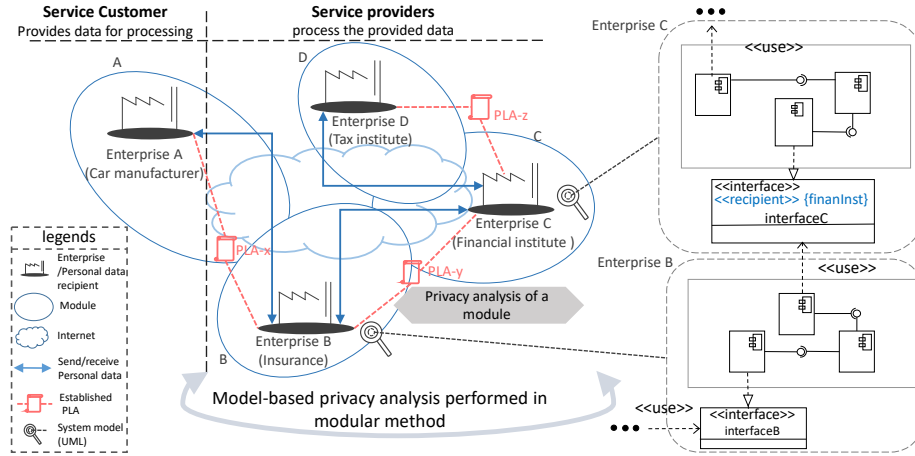 Service Customer
Provides data for processing
Service providers
process the provided data
A
Enterprise A
(Car manufacturer)
D
Enterprise D
(Tax institute)
PLA-z
C
Enterprise C
(Financial institute )
PLA-x
PLA-y
Privacy analysis of a
module
B
Enterprise B
(Insurance)
Model-based privacy analysis performed in
modular method
legends
Enterprise
/Personal data
recipient
Module
Internet
Send/receive
Personal data
Established
PLA
System model
(UML)
Enterprise C
<<use>>
<<interface>>
<<recipient>> {finanInst}
interfaceC
Enterprise B
<<use>>
<<use>>
<<interface>>
interfaceB